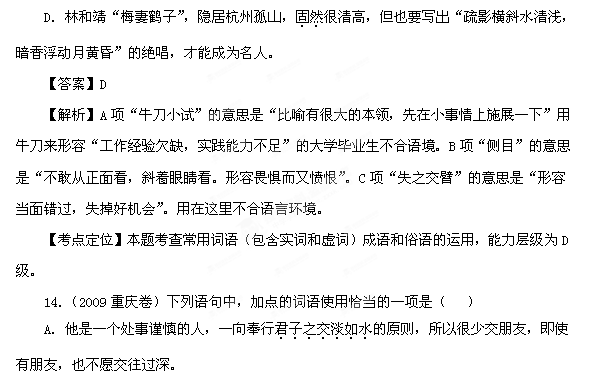 D. 林和靖“梅妻鹤子”，隐居杭州孤山，固然很清高，但也要写出“疏影横斜水清浅，
暗香浮动月黄昏”的绝唱，才能成为名人。
【答案】D
【解析】A 项“牛刀小试”的意思是“比喻有很大的本领，先在小事情上施展一下”用
牛刀来形容“工作经验欠缺，实践能力不足”的大学毕业生不合语境。B 项“侧目”的意思
是“不敢从正面看，斜着眼睛看。形容畏惧而又愤恨”。C 项“失之交臂”的意思是“形容
当面错过，失掉好机会”。用在这里不合语言环境。
【考点定位】本题考查常用词语（包含实词和虚词）成语和俗语的运用，能力层级为 D
级。
14.（2009 重庆卷）下列语句中，加点的词语使用恰当的一项是（   ）
A. 他是一个处事谨慎的人，一向奉行君子之交淡如水的原则，所以很少交朋友，即使
有朋友，也不愿交往过深。